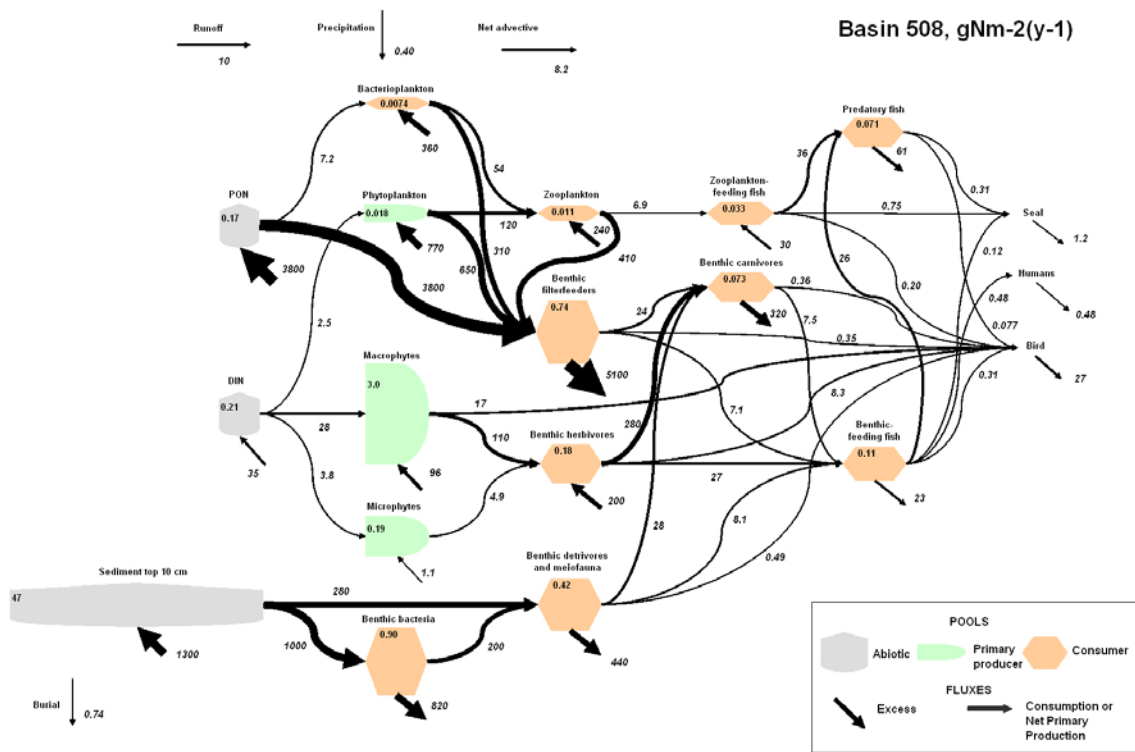 Basin 508, gNm-2(y-1)
Runoff
10
Precipitation
0.40
Net advective
8.2
Bacterioplankton
0.0074
360
7.2
54
Predatory fish
0.071
61
36
0.31
PON
0.17
3800
Phytoplankton
0.018
770
120
310
650
3800
Zooplankton
0.011
240
410
6.9
Zooplankton-
feeding fish
0.033
30
0.75
0.12
Seal
1.2
26
0.20
Benthic
filterfeeders
0.74
5100
Benthic carnivores
0.073
320
24
0.36
7.5
0.35
0.48
0.077
Humans
0.48
Bird
27
0.31
2.5
DIN
0.21
35
28
3.8
Macrophytes
3.0
96
17
110
7.1
8.3
280
Benthic herbivores
0.18
200
27
Benthic-
feeding fish
0.11
23
4.9
Microphytes
0.19
1.1
28
8.1
0.49
Sediment top 10 cm
47
1300
280
1000
Benthic bacteria
0.90
820
200
Benthic detrivores
and meiofauna
0.42
440
Burial
0.74
POOLS
Abiotic
Primary
producer
Consumer
FLUXES
Excess
Consumption or
Net Primary
Production